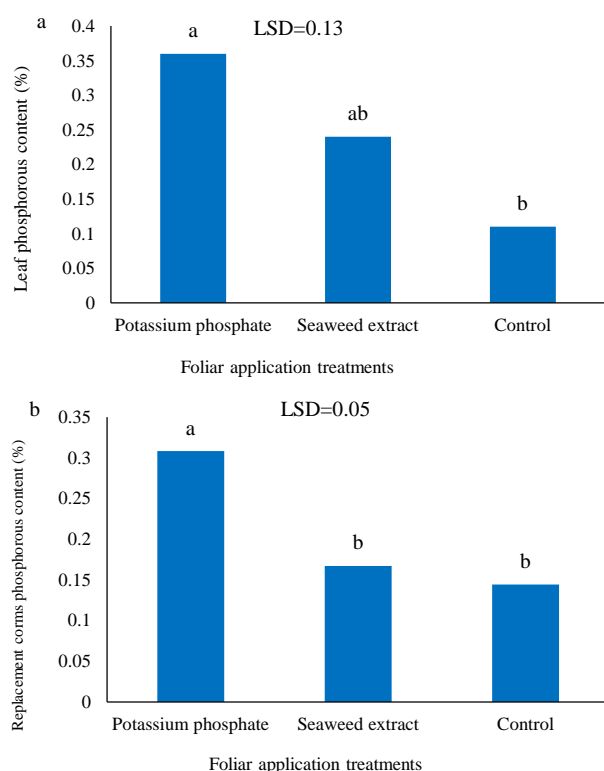 a
LSD=0.13
Leaf phosphorous content (%)
0.4
0.35
0.3
0.25
0.2
0.15
0.1
0.05
0
a
ab
b
Potassium phosphate
Seaweed extract
Control
Foliar application treatments
b
LSD=0.05
Replacement corms phosphorous content (%)
0.35
0.3
0.25
0.2
0.15
0.1
0.05
0
a
b
b
Potassium phosphate
Seaweed extract
Control
Foliar application treatments